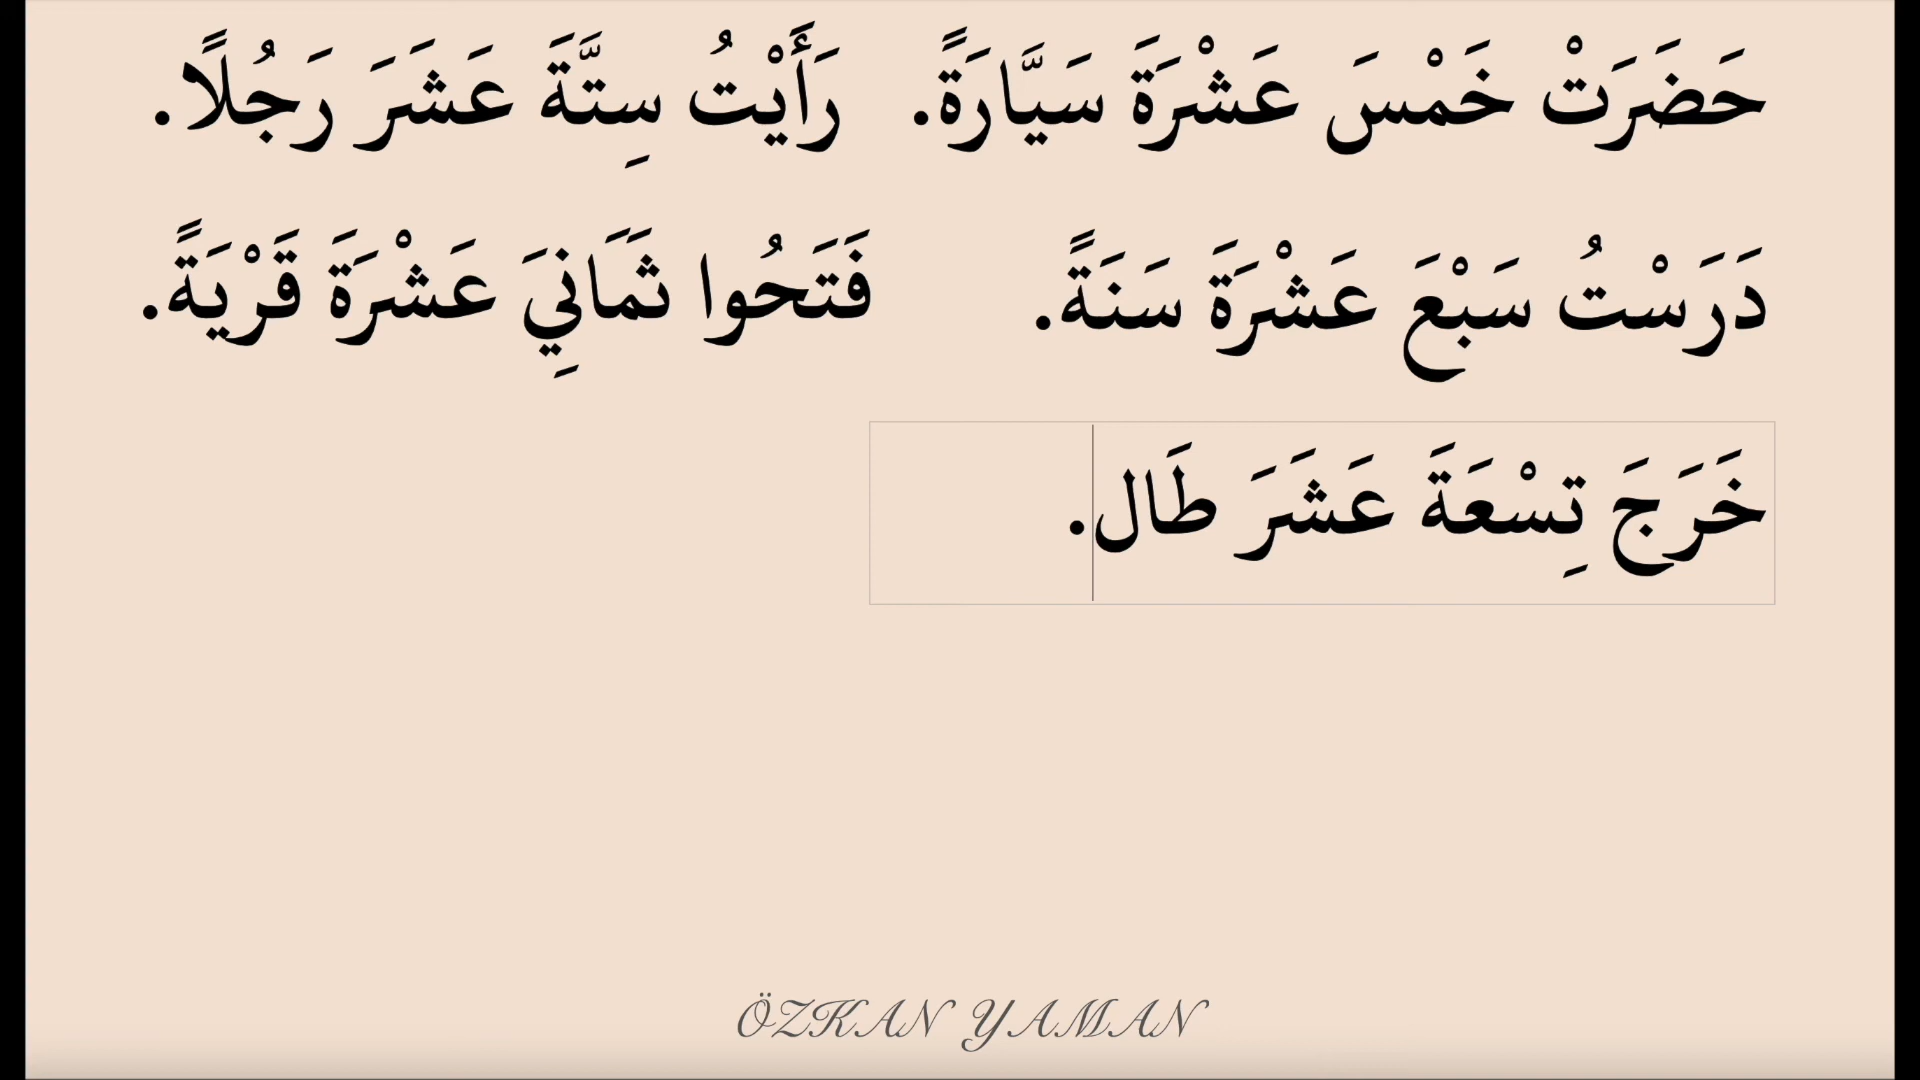 حَضَرَتْ خَمْسَ عَشْرَةَ سَيَّارَةً. رَأَيْتُ سِتَّةَ عَشَرَ رَجُلًا.
دَرَسْتُ سَبْعَ عَشْرَةَ سَنَةً. فَتَحُوا ثَمَانِيَ عَشْرَةَ قَرْيَةً.
خَرَجَ تِسْعَةَ عَشَرَ طَال.
ÖZKAN YAMAN